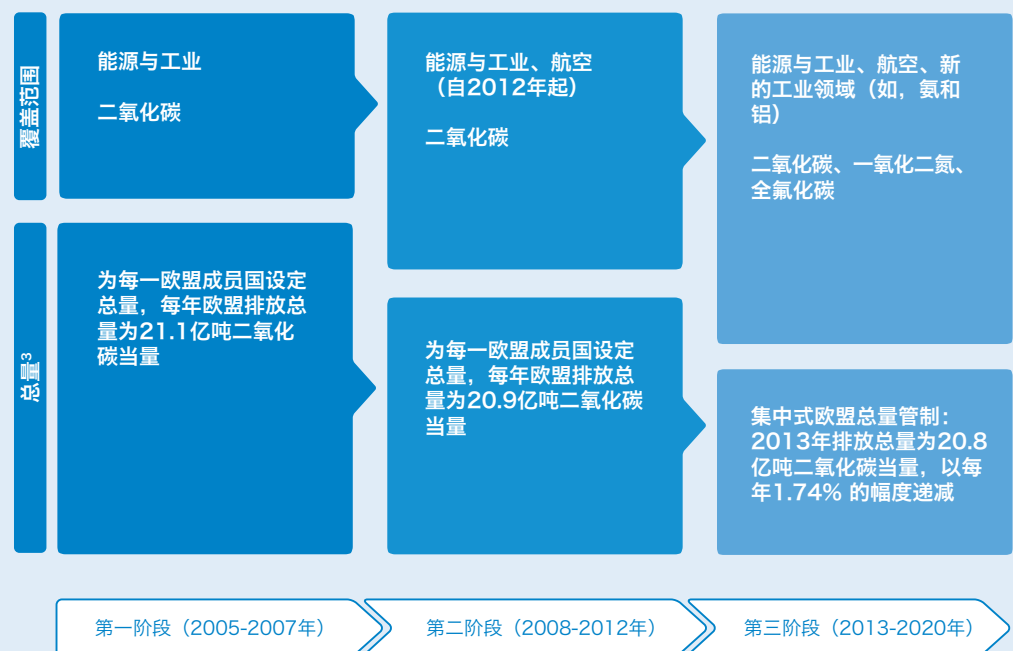 覆盖范围
能源与工业
二氧化碳
能源与工业、航空
（自2012年起）
二氧化碳
能源与工业、航空、新
的工业领域（如，氨和
铝）
二氧化碳、一氧化二氮、
全氟化碳
总量³
为每一欧盟成员国设定
总量，每年欧盟排放总
量为21.1亿吨二氧化
碳当量
为每一欧盟成员国设定
总量，每年欧盟排放总
量为20.9亿吨二氧化碳
当量
集中式欧盟总量管制：
2013年排放总量为20.8
亿吨二氧化碳当量，以每
年1.74% 的幅度递减
第一阶段（2005-2007年）
第二阶段（2008-2012年）
第三阶段（2013-2020年）